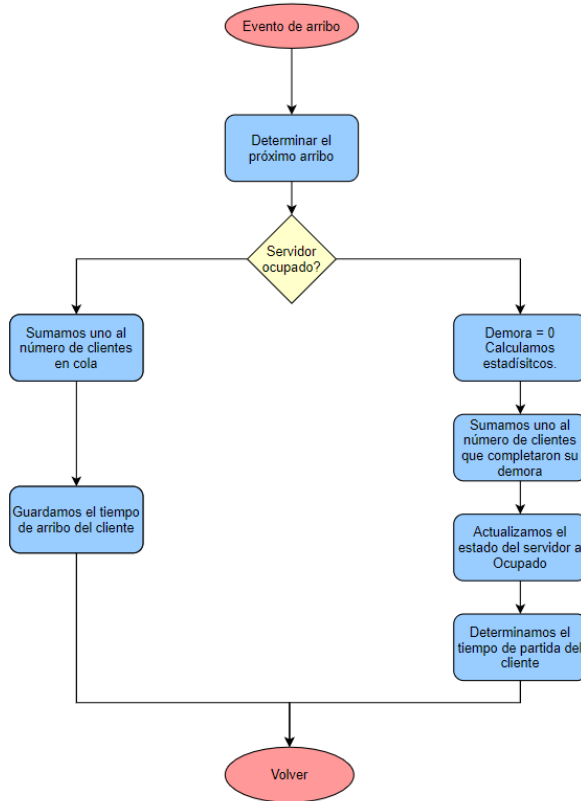 Evento de arribo
Determinar el
próximo arribo
Servidor
ocupado?
Sumamos uno al
número de clientes
en cola
Guardamos el tiempo
de arribo del cliente
Demora = 0
Calculamos
estadísitcos.
Sumamos uno al
número de clientes
que completaron su
demora
Actualizamos el
estado del servidor a
Ocupado
Determinamos el
tiempo de partida del
cliente
Volver